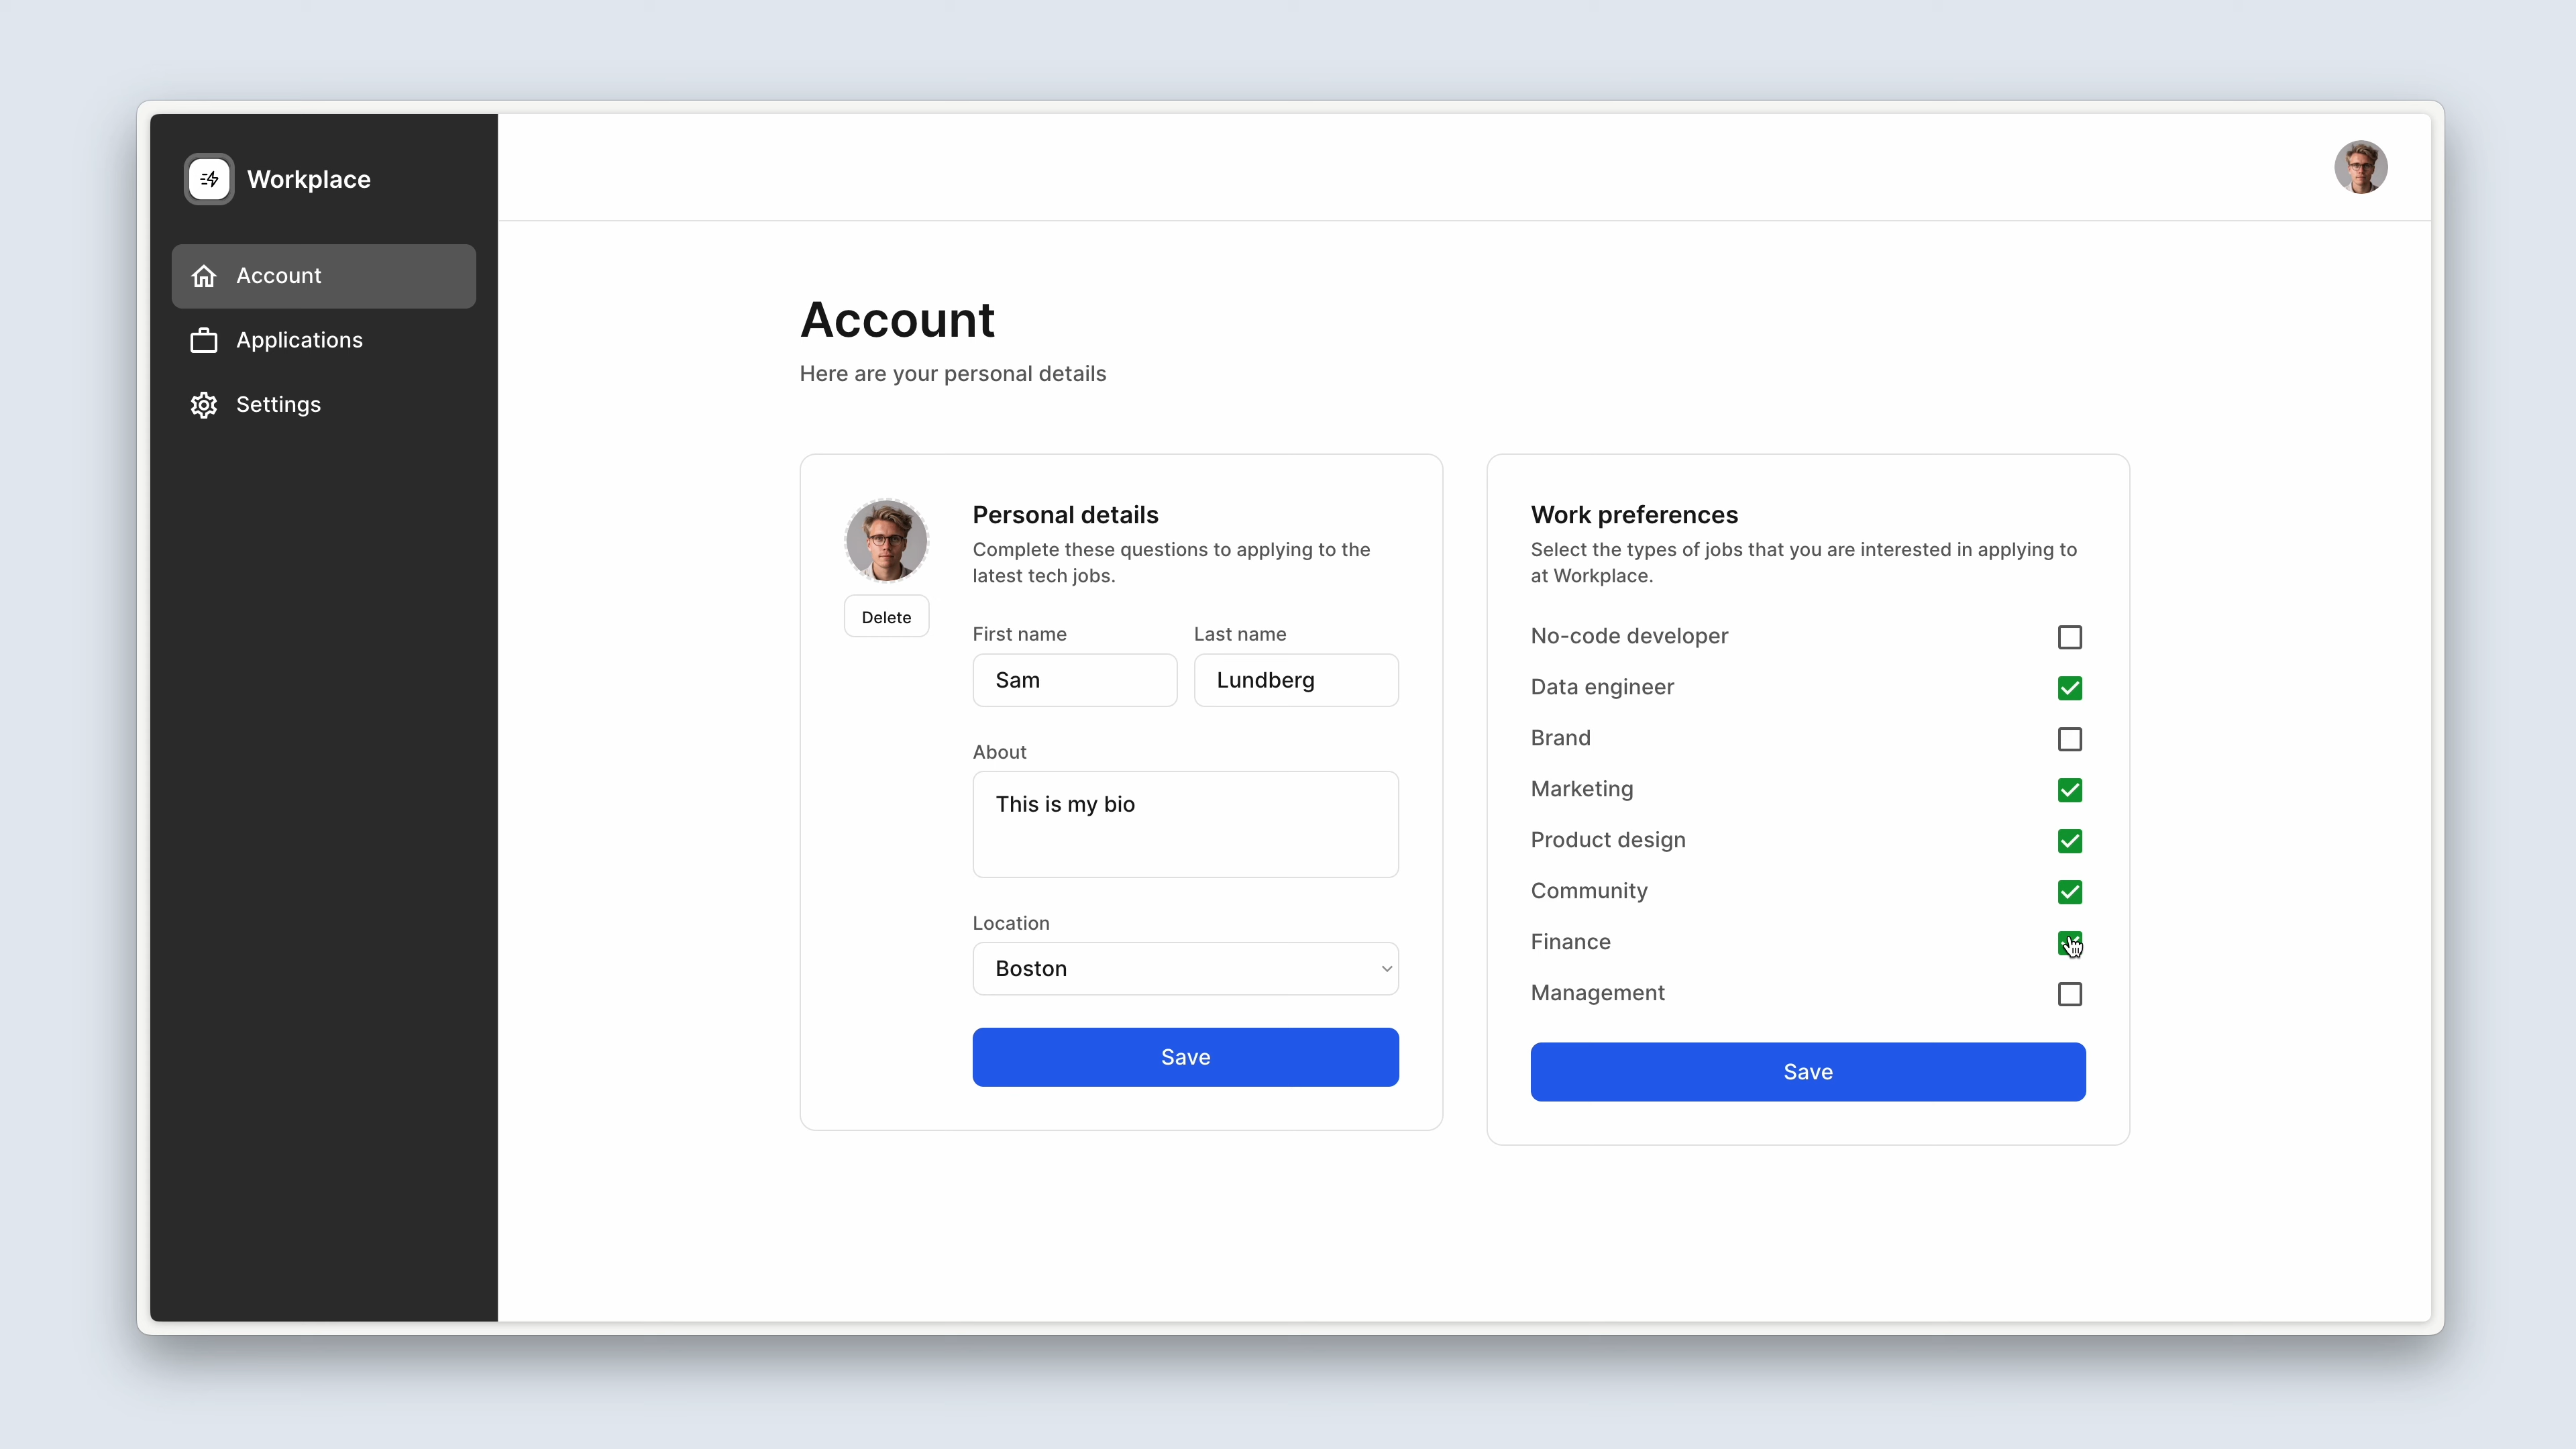 Workplace
Account
Applications
Settings
Account
Here are your personal details
Personal details
Complete these questions to applying to the
latest tech jobs.
Delete
First name
Last name
Sam
Lundberg
About
This is my bio
Location
Boston
Save
Work preferences
Select the types of jobs that you are interested in applying to
at Workplace.
No-code developer
Data engineer
Brand
Marketing
Product design
Community
Finance
Management
Save